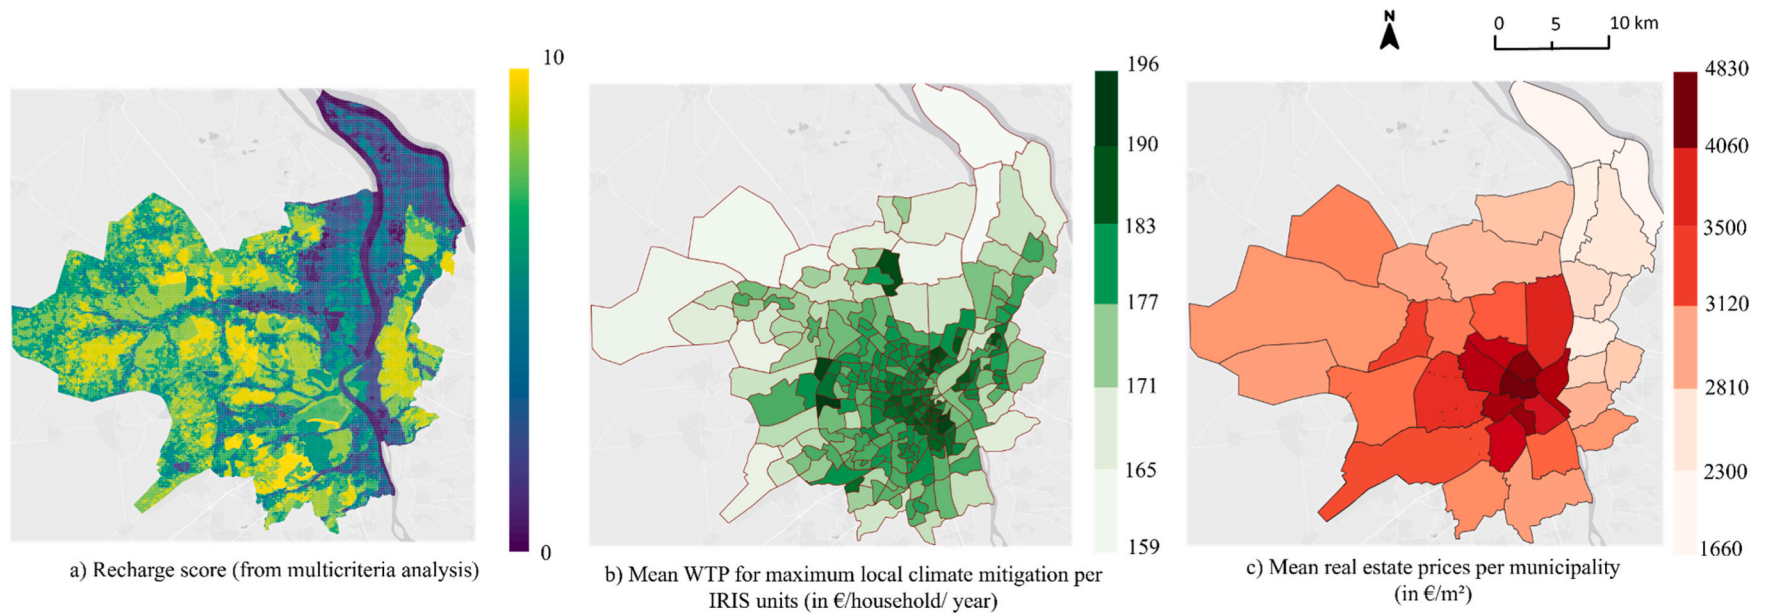 N
0 5 10 km
10
0
a) Recharge score (from multicriteria analysis)
196
190
183
177
171
165
159
b) Mean WTP for maximum local climate mitigation per
IRIS units (in €/household/ year)
4830
4060
3500
3120
2810
2300
1660
c) Mean real estate prices per municipality
(in €/m²)